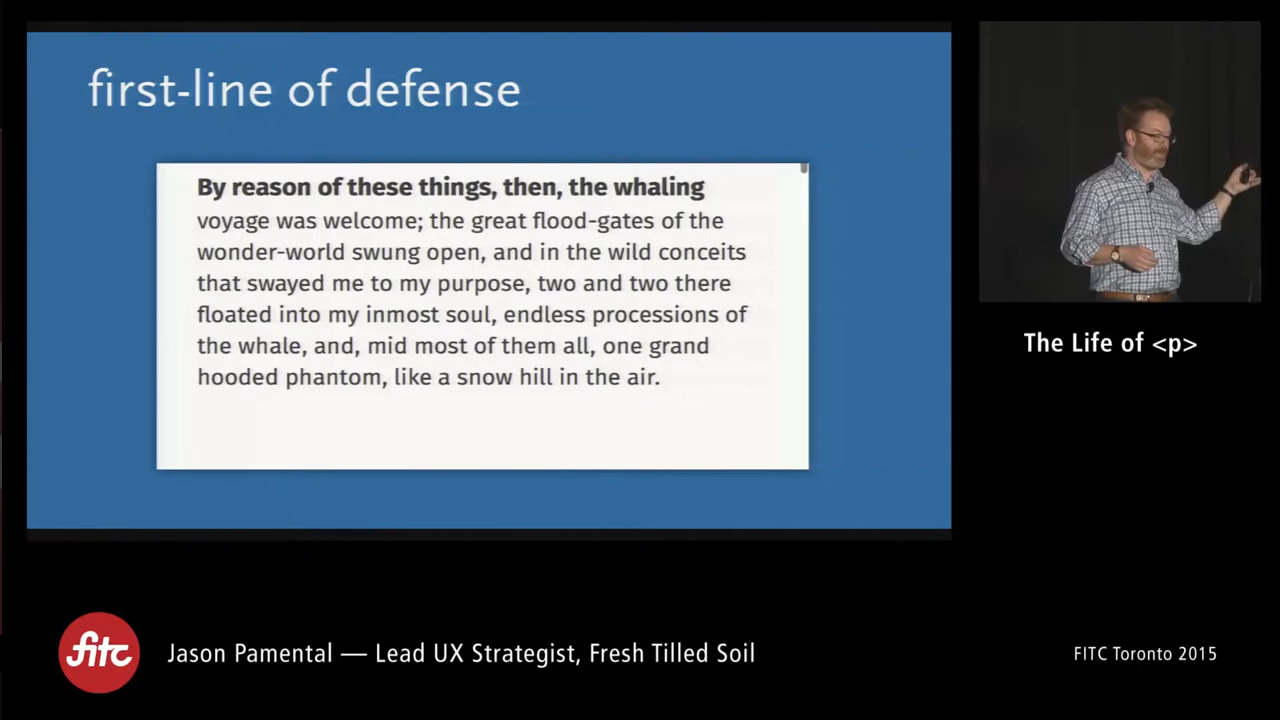 first-line of defense
By reason of these things, then, the whaling
voyage was welcome; the great flood-gates of the
wonder-world swung open, and in the wild conceits
that swayed me to my purpose, two and two there
floated into my inmost soul, endless processions of
the whale, and, mid most of them all, one grand
hooded phantom, like a snow hill in the air.
The Life of <p>
fitc
Jason Pamental — Lead UX Strategist, Fresh Tilled Soil
FITC Toronto 2015